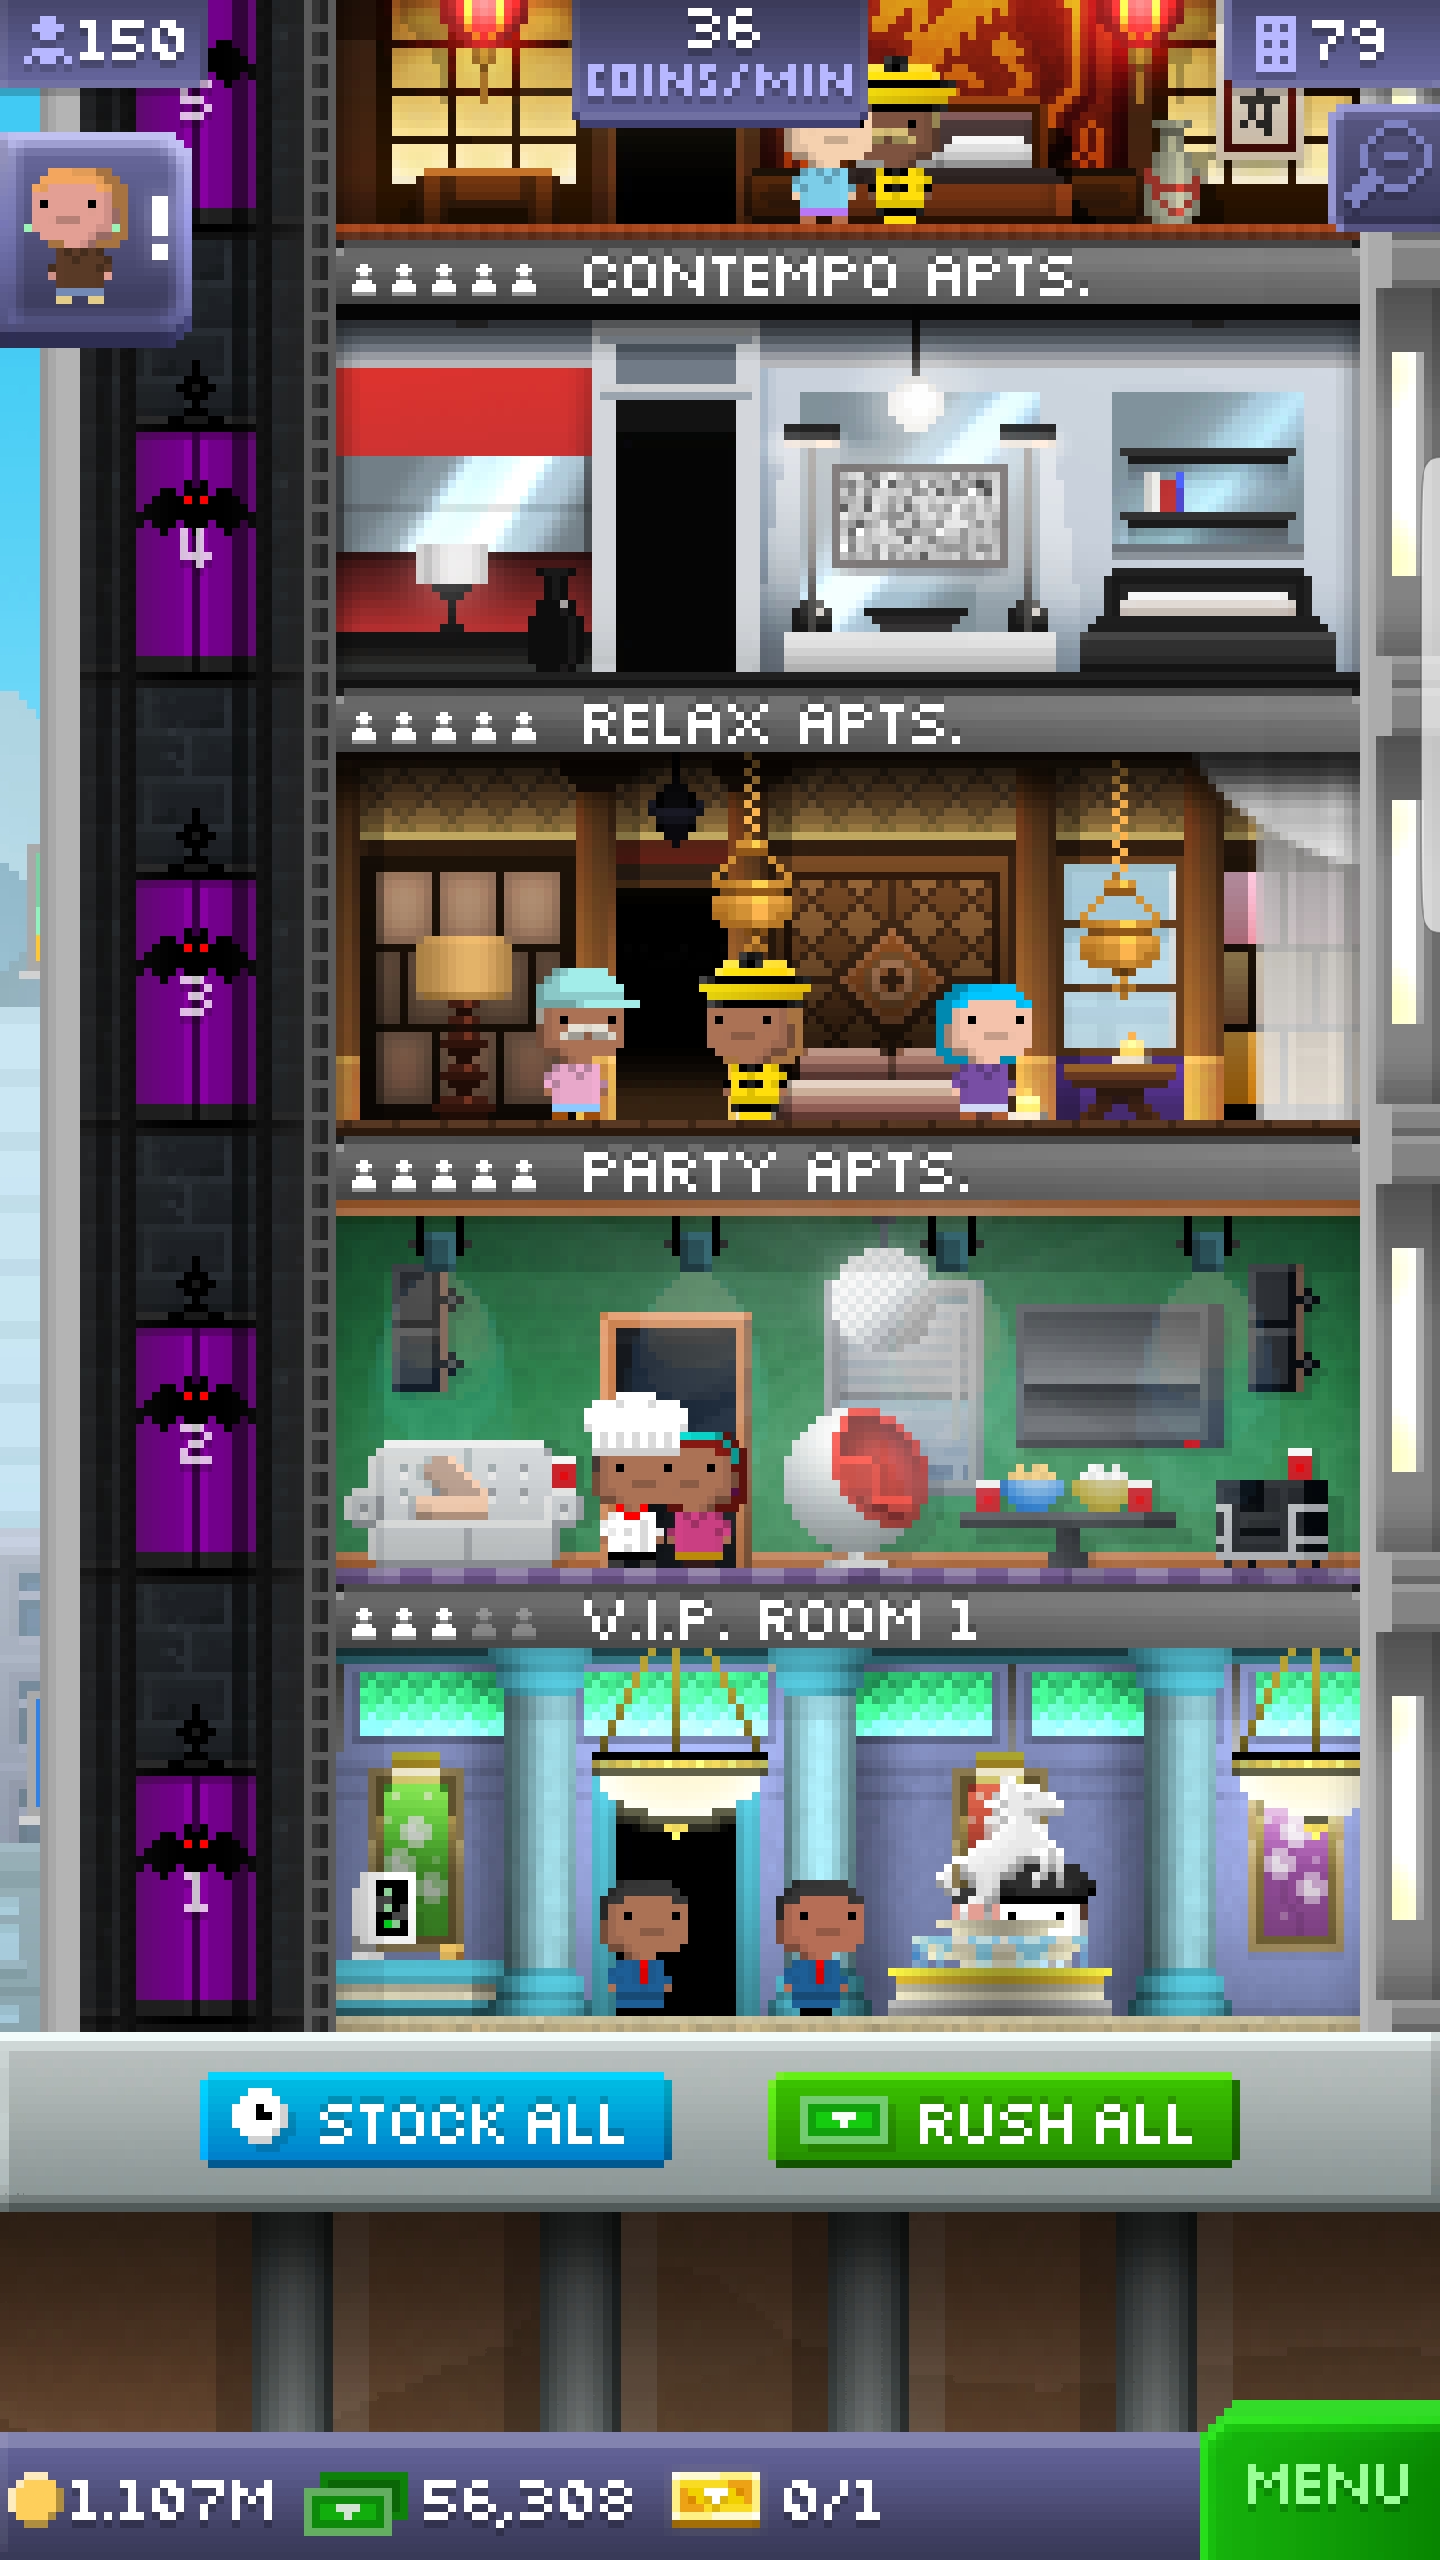 150
36
COINS/MIN
79
5
!
CONTEMPO APTS.
4
RELAX APTS.
3
PARTY APTS.
2
V.I.P. ROOM 1
1
STOCK ALL
RUSH ALL
1.107M
56,308
0/1
MENU